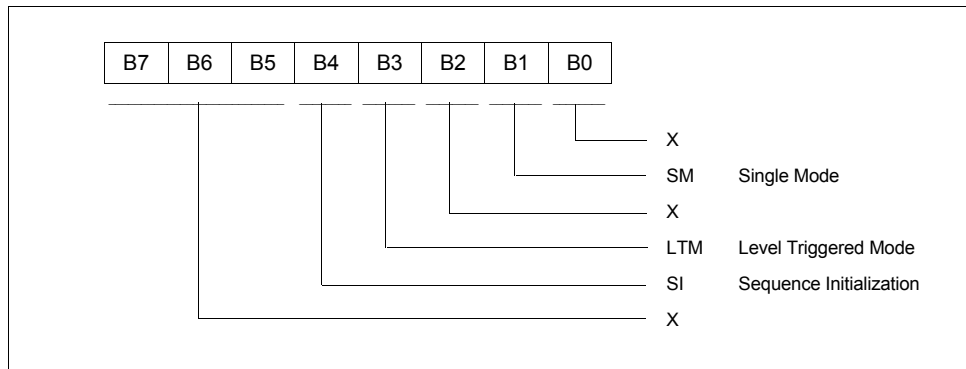 B7 B6 B5 B4 B3 B2 B1 B0
X
SM Single Mode
X
LTM Level Triggered Mode
SI Sequence Initialization
X